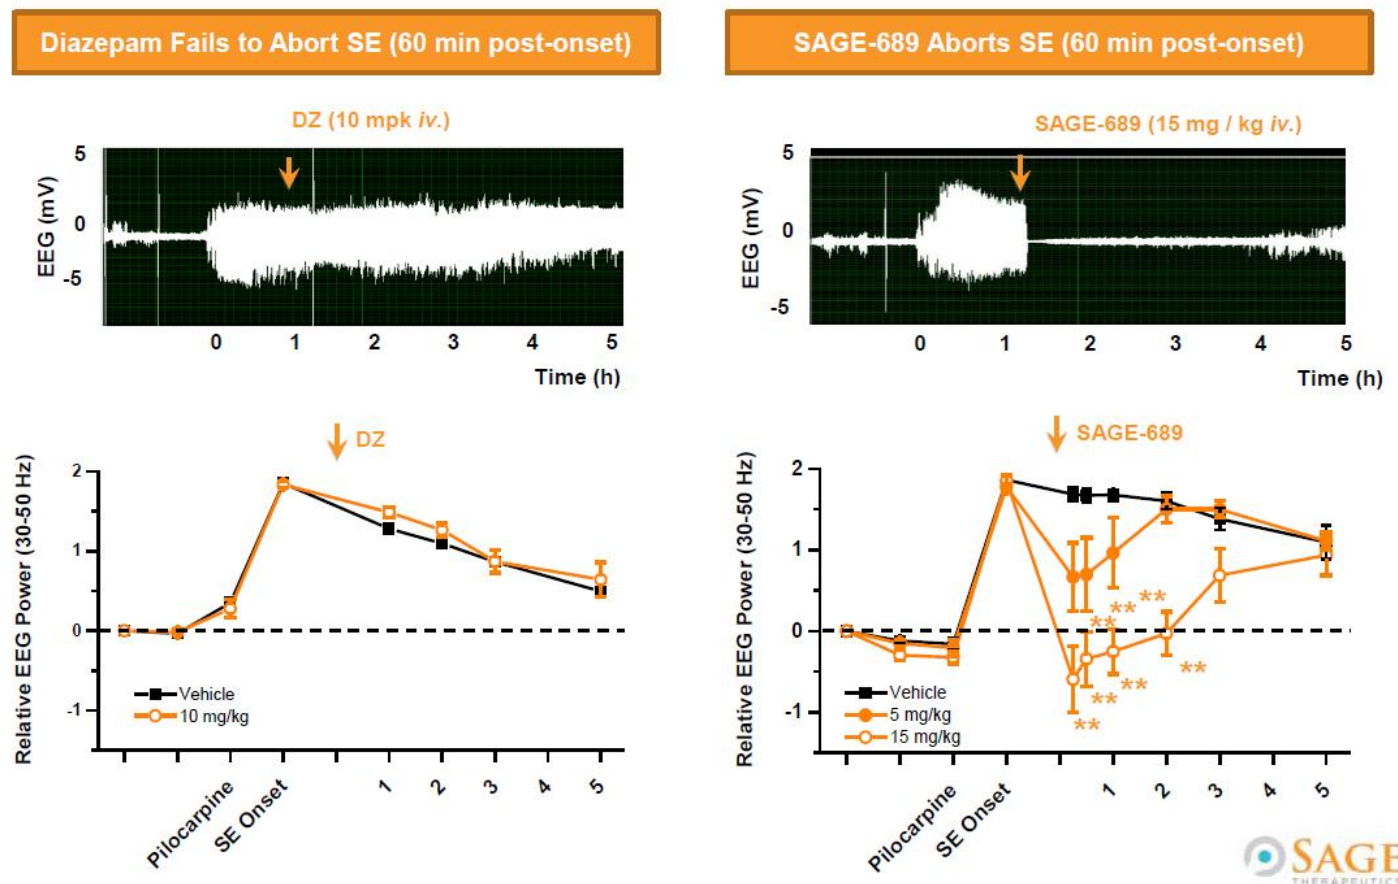 Diazepam Fails to Abort SE (60 min post-onset)
DZ (10 mpk iv.)
EEG (mV)
5
0
-5
0 1 2 3 4 5
Time (h)
DZ
Relative EEG Power (30-50 Hz)
2
1
0
-1
Vehicle
10 mg/kg
Pilocarpine
SE Onset
1 2 3 4 5
SAGE-689 Aborts SE (60 min post-onset)
SAGE-689 (15 mg / kg iv.)
EEG (mV)
5
0
-5
0 1 2 3 4 5
Time (h)
SAGE-689
Relative EEG Power (30-50 Hz)
2
1
0
-1
** ** **
** ** ** **
Vehicle
5 mg/kg
15 mg/kg
Pilocarpine
SE Onset
1 2 3 4 5
SAGE
THERAPEUTICS